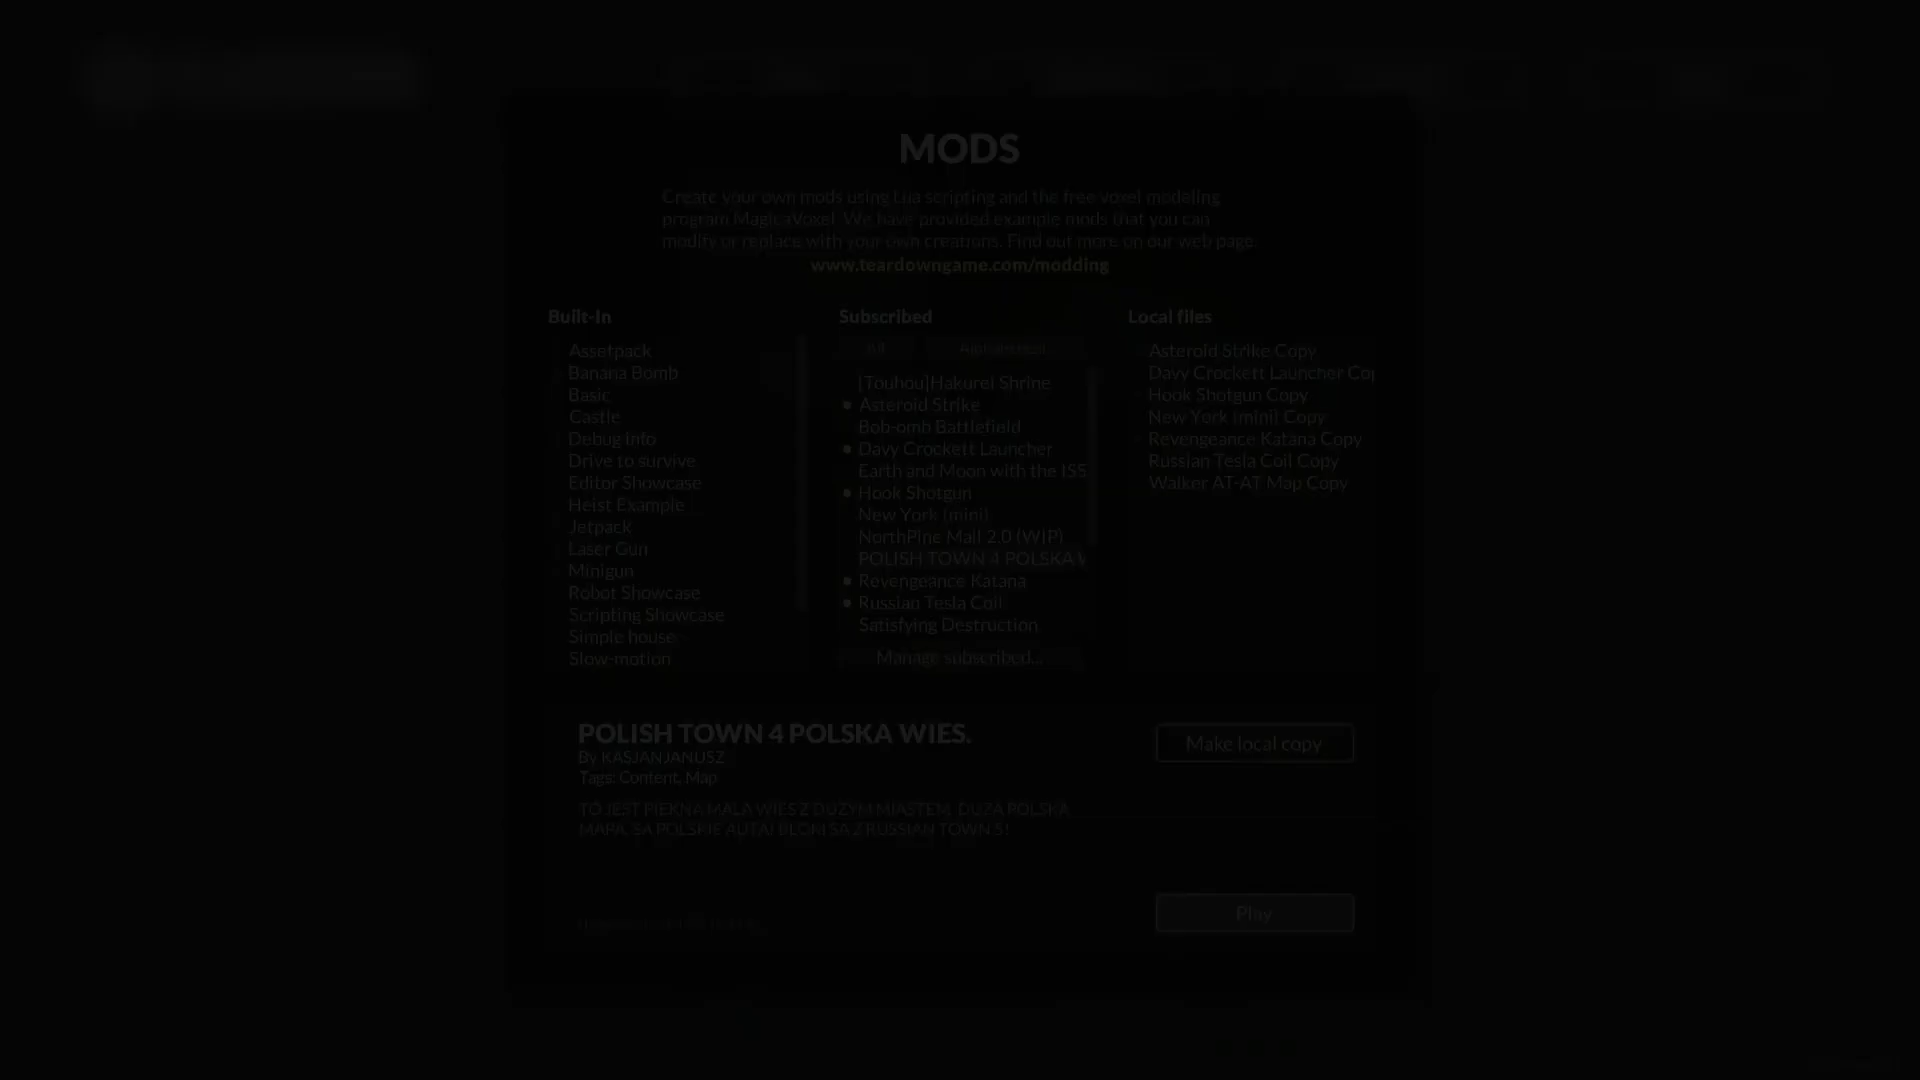 MODS
Create your own mods using Lua scripting and the free voxel modeling
program MagicaVoxel. We have provided example mods that you can
modify or replace with your own creations. Find out more on our web page.
www.teardowngame.com/modding
Built-In
Assetpack
Banana Bomb
Basic
Castle
Debug info
Drive to survive
Editor Showcase
Heist Example
Jetpack
Laser Gun
Minigun
Robot Showcase
Scripting Showcase
Simple house
Slow-motion
Subscribed
All
Alphabetical
[Touhou]Hakurei Shrine
Asteroid Strike
Bob-omb Battlefield
Davy Crockett Launcher
Earth and Moon with the ISS
Hook Shotgun
New York (mini)
NorthPine Mall 2.0 (WIP)
POLISH TOWN 4 POLSKA W
Revengeance Katana
Russian Tesla Coil
Satisfying Destruction
Manage subscribed...
Local files
Asteroid Strike Copy
Davy Crockett Launcher Cop
Hook Shotgun Copy
New York (mini) Copy
Revengeance Katana Copy
Russian Tesla Coil Copy
Walker AT-AT Map Copy
POLISH TOWN 4 POLSKA WIES.
By KASJANJANUSZ
Tags: Content, Map
TO JEST PIEKNA MALA WIES Z DUZYM MIASTEM. DUZA POLSKA
MAPA. SA POLSKIE AUTA! BLOKI SA Z RUSSIAN TOWN 5!
Make local copy
Play